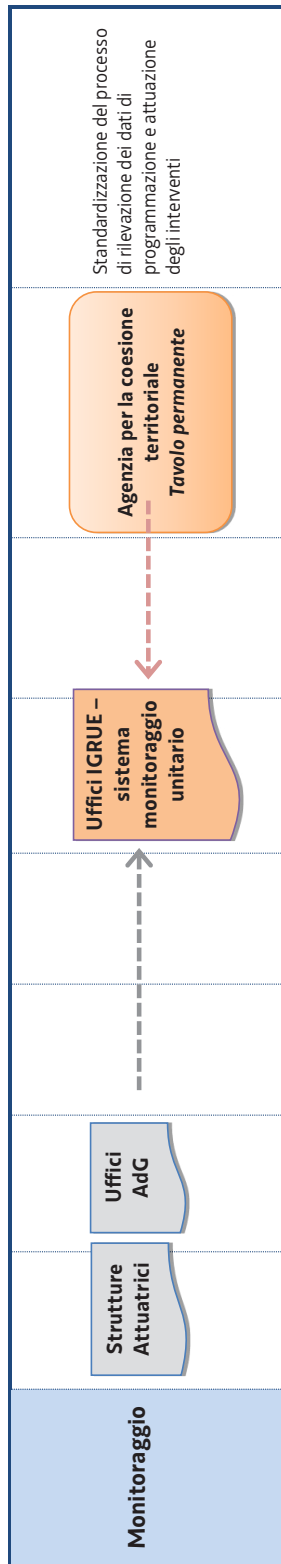 Monitoraggio
Strutture
Attuatrici
Uffici
AdG
Uffici IGRUE –
sistema
monitoraggio
unitario
Agenzia per la coesione
territoriale
Tavolo permanente
Standardizzazione del processo
di rilevazione dei dati di
programmazione e attuazione
degli interventi